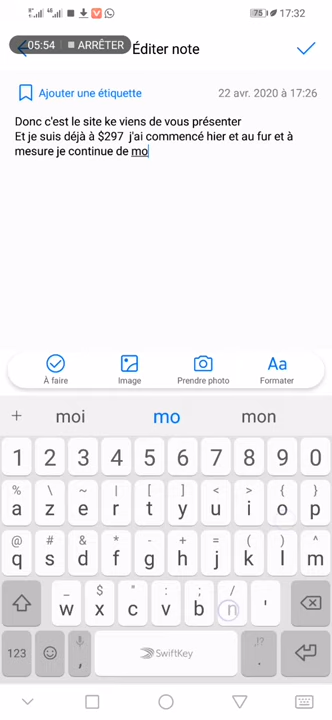 75 17:32
05:54 ARRÊTER Éditer note
Ajouter une étiquette 22 avr. 2020 à 17:26
Donc c'est le site ke viens de vous présenter
Et je suis déjà à $297 j'ai commencé hier et au fur et à
mesure je continue de mo
À faire Image Prendre photo Aa Formater
+ moi mo mon
1 2 3 4 5 6 7 8 9 0
% \ ~ | [ ] < > { }
a z e r t y u i o p
@ # & * - + = ( ) ^
q s d f g h j k l m
_ $ " : ; /
w x c v b n '
123 , SwiftKey . ,!?